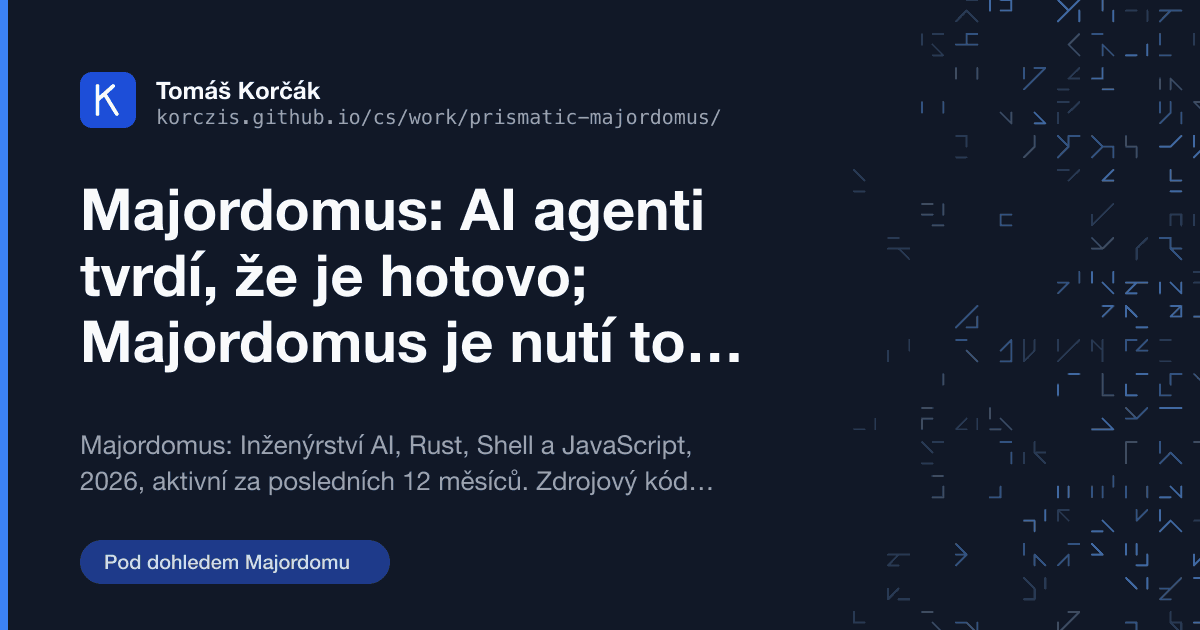 K
Tomáš Korčák
korczis.github.io/cs/work/prismatic-majordomus/
Majordomus: AI agenti
tvrdí, že je hotovo;
Majordomus je nutí to…
Majordomus: Inženýrství AI, Rust, Shell a JavaScript,
2026, aktivní za posledních 12 měsíců. Zdrojový kód…
Pod dohledem Majordomu